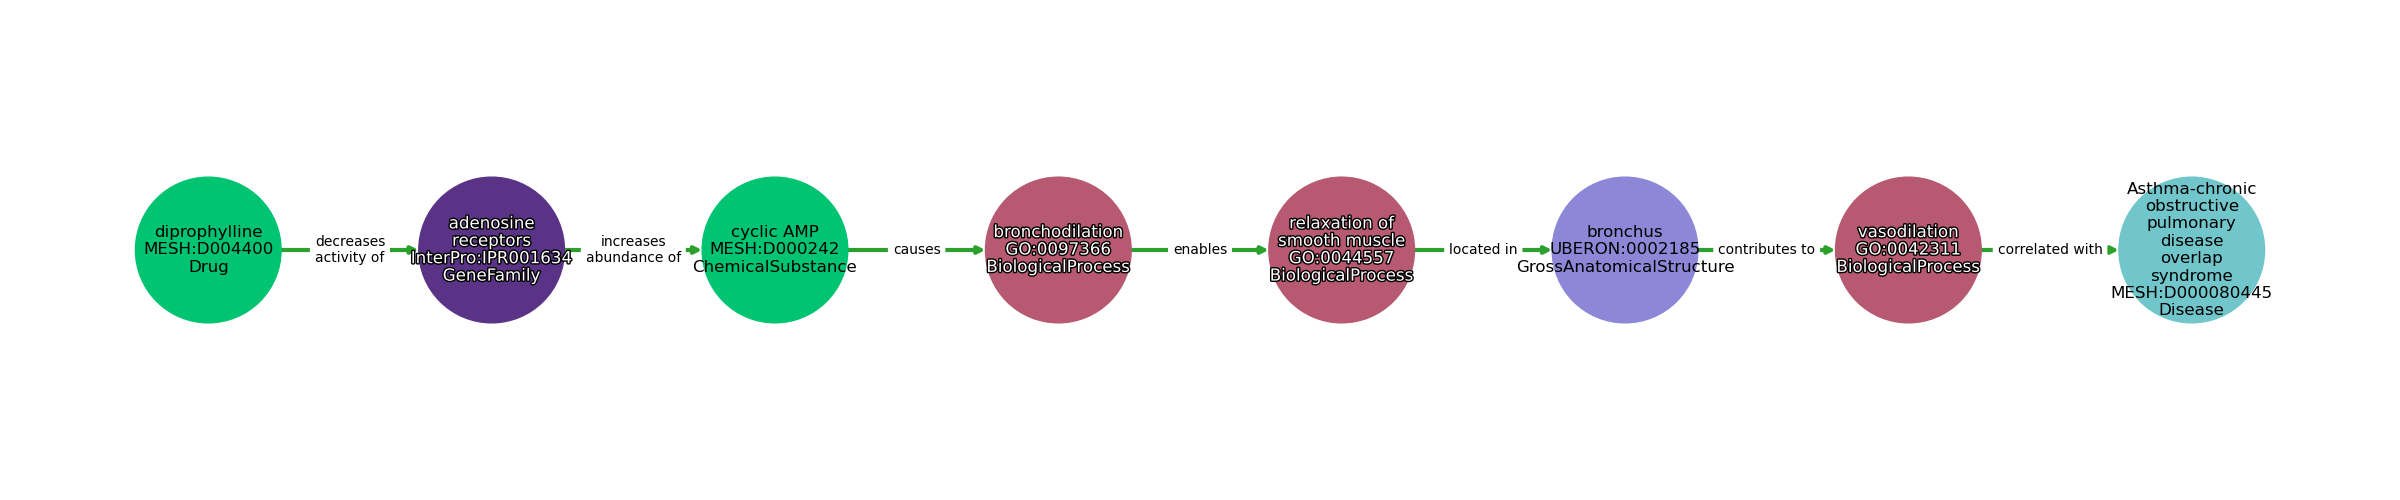 diprophylline
MESH:D004400
Drug
decreases
activity of
adenosine
receptors
InterPro:IPR001634
GeneFamily
increases
abundance of
cyclic AMP
MESH:D000242
ChemicalSubstance
causes
bronchodilation
GO:0097366
BiologicalProcess
enables
relaxation of
smooth muscle
GO:0044557
BiologicalProcess
located in
bronchus
UBERON:0002185
GrossAnatomicalStructure
contributes to
vasodilation
GO:0042311
BiologicalProcess
correlated with
Asthma-chronic
obstructive
pulmonary
disease
overlap
syndrome
MESH:D000080445
Disease